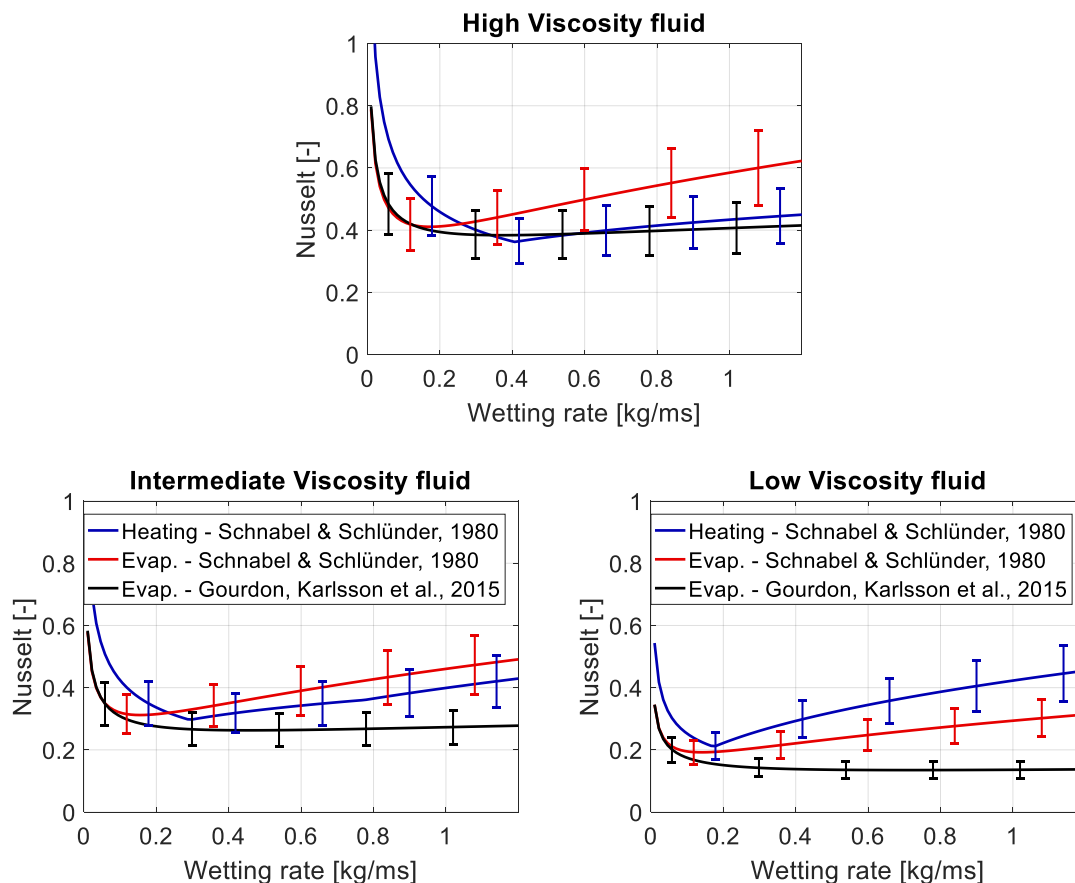 High Viscosity fluid
1
0.8
0.6
0.4
0.2
0
Nusselt [-]
0 0.2 0.4 0.6 0.8 1
Wetting rate [kg/ms]
Intermediate Viscosity fluid
1
0.8
0.6
0.4
0.2
0
Nusselt [-]
Heating - Schnabel & Schlünder, 1980
Evap. - Schnabel & Schlünder, 1980
Evap. - Gourdon, Karlsson et al., 2015
0 0.2 0.4 0.6 0.8 1
Wetting rate [kg/ms]
Low Viscosity fluid
1
0.8
0.6
0.4
0.2
0
Nusselt [-]
Heating - Schnabel & Schlünder, 1980
Evap. - Schnabel & Schlünder, 1980
Evap. - Gourdon, Karlsson et al., 2015
0 0.2 0.4 0.6 0.8 1
Wetting rate [kg/ms]